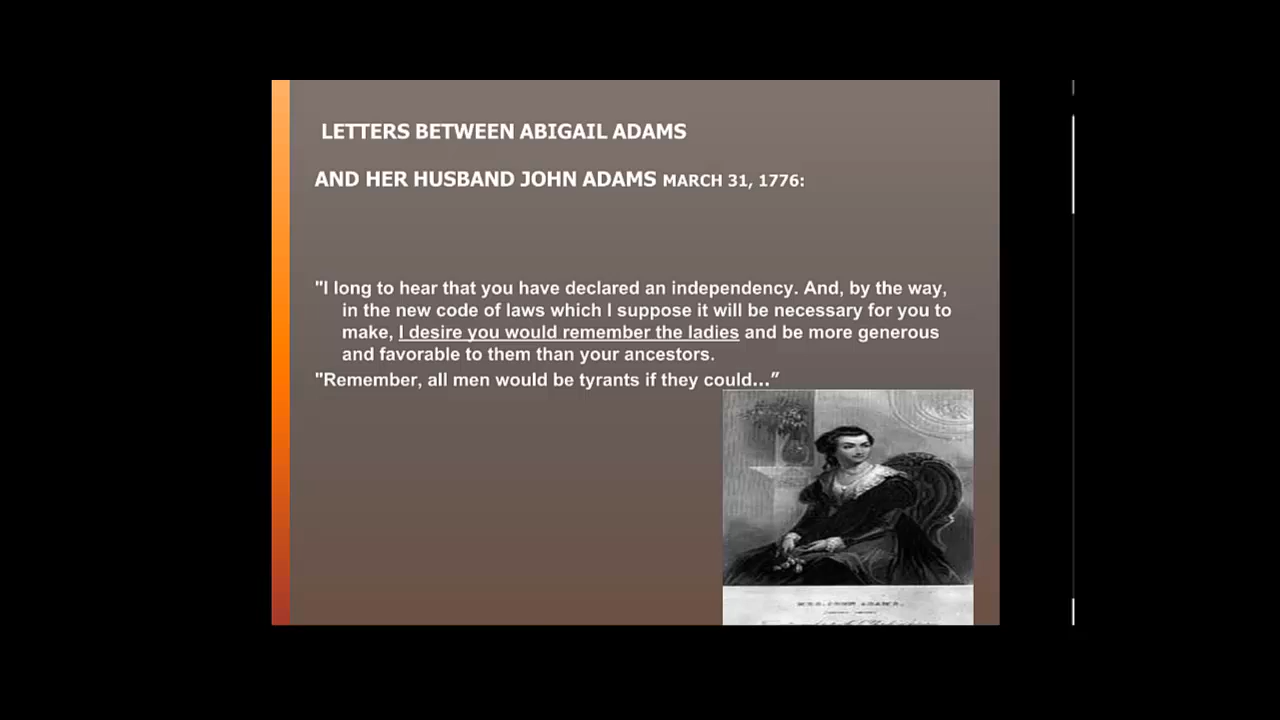 LETTERS BETWEEN ABIGAIL ADAMS
AND HER HUSBAND JOHN ADAMS MARCH 31, 1776:
"I long to hear that you have declared an independency. And, by the way,
in the new code of laws which I suppose it will be necessary for you to
make, I desire you would remember the ladies and be more generous
and favorable to them than your ancestors.
"Remember, all men would be tyrants if they could...”
MRS. JOHN ADAMS.